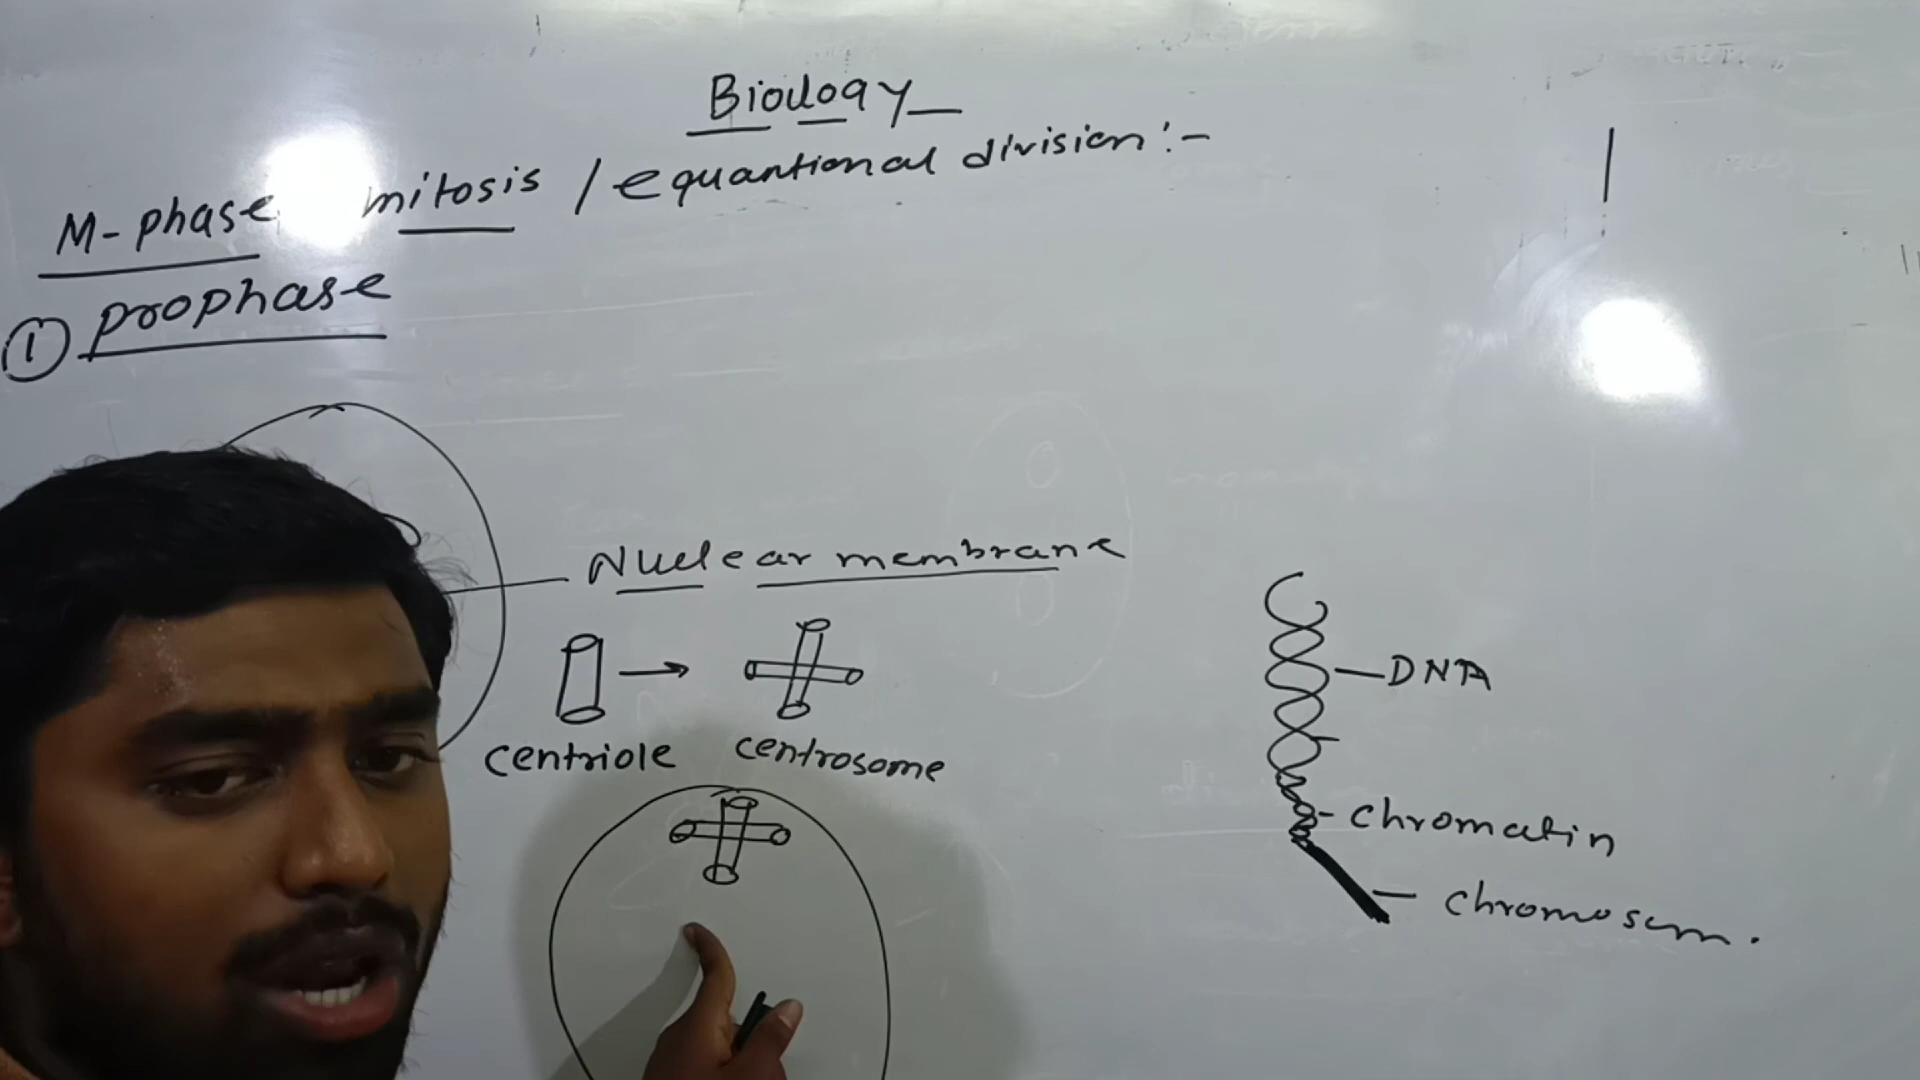 Biology
M-phase mitosis / equantional division :-
① prophase
Nuclear membrane
DNA
centriole centrosome
chromatin
chromosom.